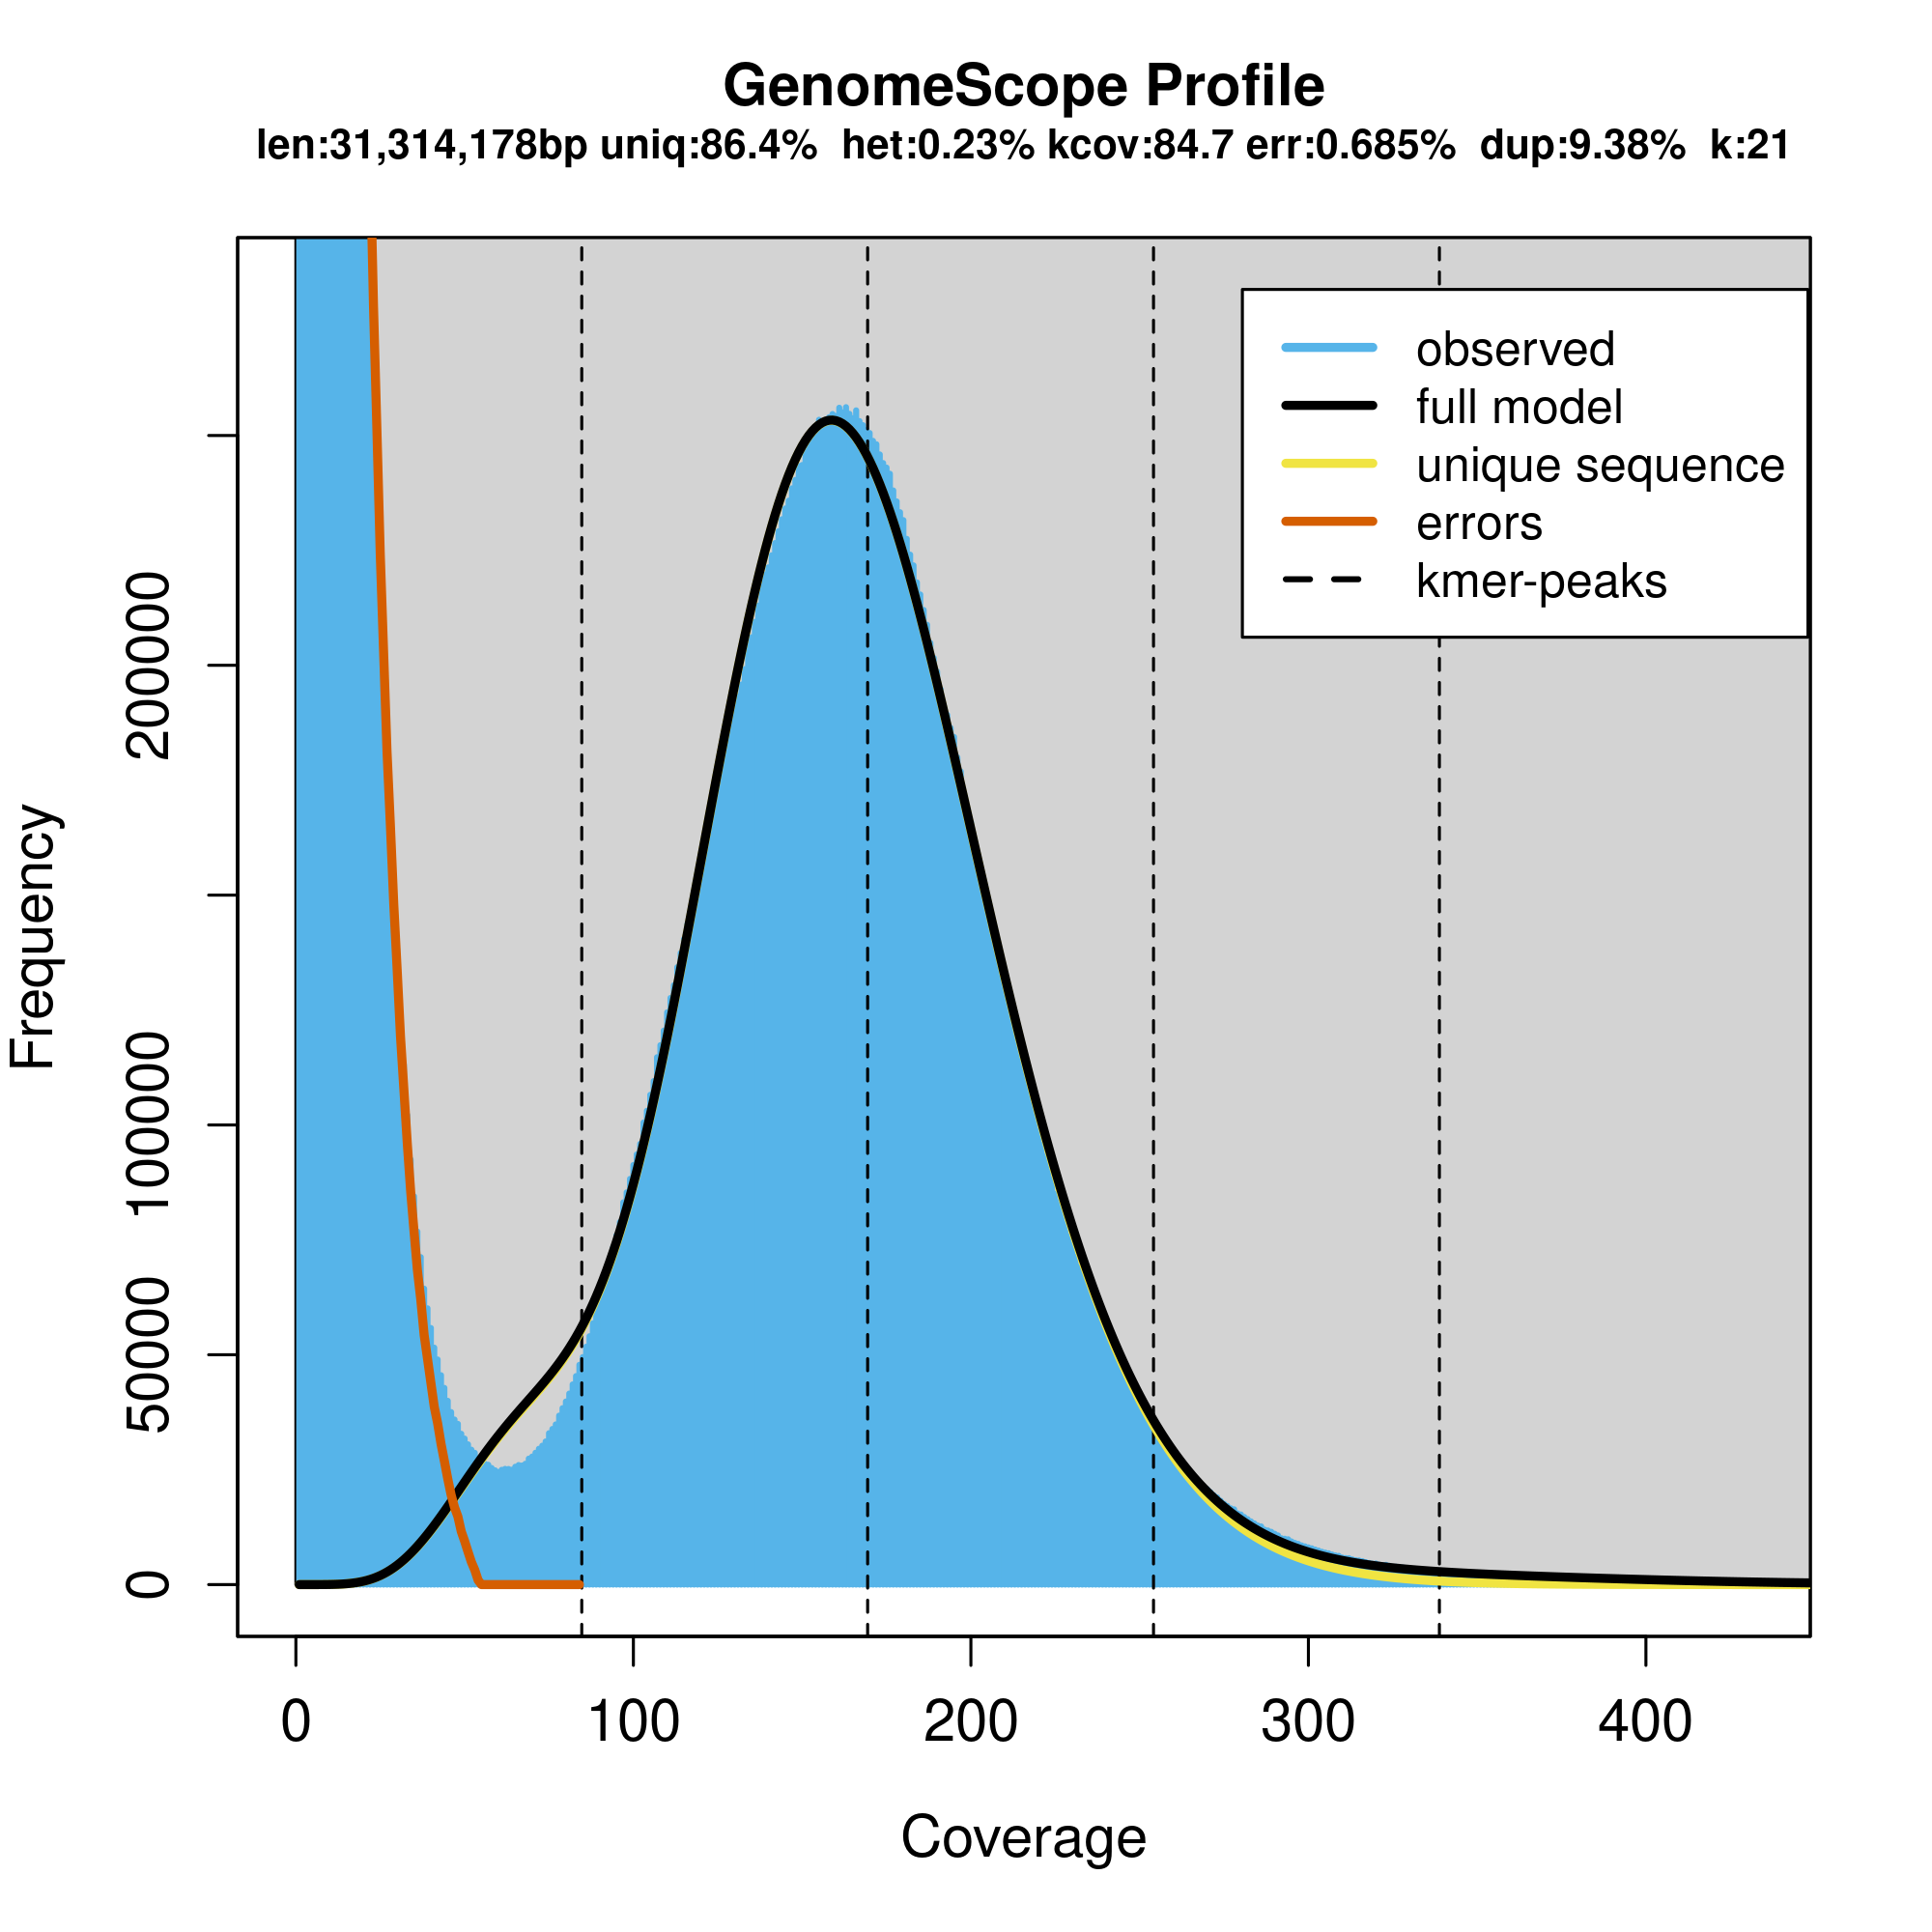 GenomeScope Profile
len:31,314,178bp uniq:86.4% het:0.23% kcov:84.7 err:0.685% dup:9.38% k:21
observed
full model
unique sequence
errors
kmer-peaks
Frequency
200000
100000
50000
0
0 100 200 300 400
Coverage